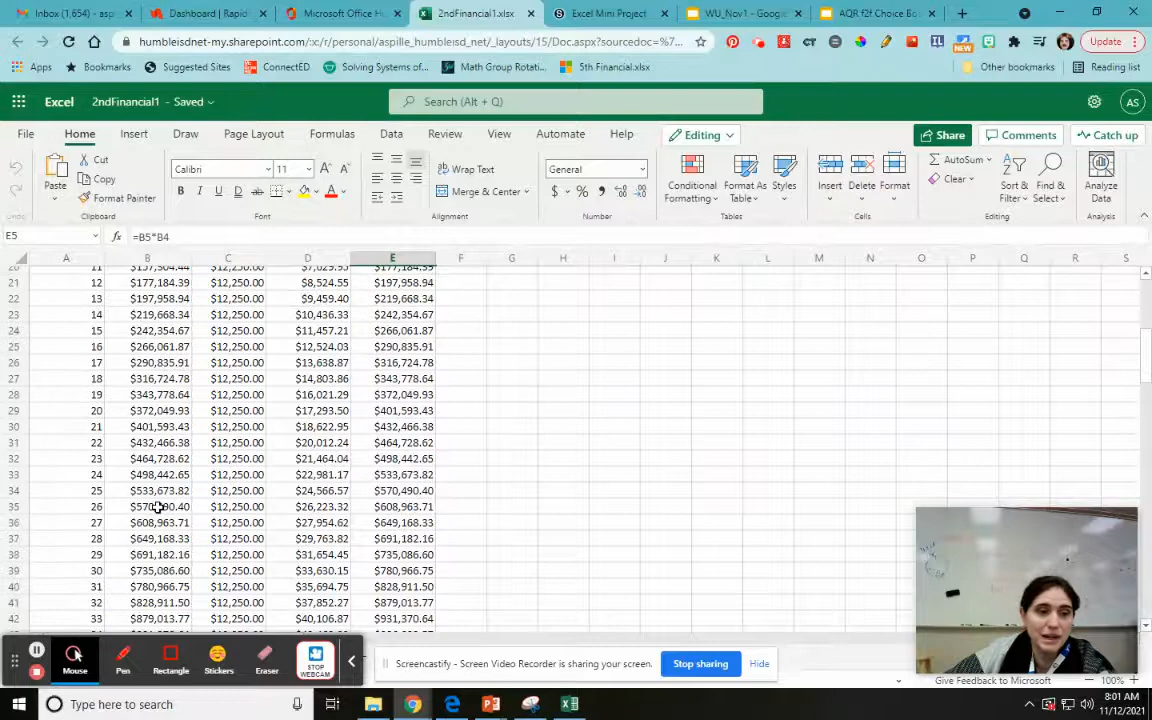 Inbox (1,654) - asp
Dashboard | Rapid
Microsoft Office H
2ndFinancial1.xlsx
Excel Mini Project
WU_Nov1 - Google
AQR f2f Choice Bo
humbleisdnet-my.sharepoint.com/:x:/r/personal/aspille_humbleisd_net/_layouts/15/Doc.aspx?sourcedoc=%7...
NEW
Update
Apps
Bookmarks
Suggested Sites
ConnectED
Solving Systems of...
Math Group Rotati...
5th Financial.xlsx
Other bookmarks
Reading list
Excel
2ndFinancial1 - Saved
Search (Alt + Q)
AS
File Home Insert Draw Page Layout Formulas Data Review View Automate Help Editing Share Comments Catch up
Paste
Cut
Copy
Format Painter
Calibri 11
Wrap Text
Merge & Center
General
Conditional Formatting
Format As Table
Styles
Insert Delete Format
AutoSum
Clear
Sort & Filter
Find & Select
Analyze Data
Undo Clipboard Font Alignment Number Tables Cells Editing Analysis
E5 fx =B5*B4
A B C D E F G H I J K L M N O P Q R S
20 11 $157,504.44 $12,250.00 $7,629.95 $177,184.39
21 12 $177,184.39 $12,250.00 $8,524.55 $197,958.94
22 13 $197,958.94 $12,250.00 $9,459.40 $219,668.34
23 14 $219,668.34 $12,250.00 $10,436.33 $242,354.67
24 15 $242,354.67 $12,250.00 $11,457.21 $266,061.87
25 16 $266,061.87 $12,250.00 $12,524.03 $290,835.91
26 17 $290,835.91 $12,250.00 $13,638.87 $316,724.78
27 18 $316,724.78 $12,250.00 $14,803.86 $343,778.64
28 19 $343,778.64 $12,250.00 $16,021.29 $372,049.93
29 20 $372,049.93 $12,250.00 $17,293.50 $401,593.43
30 21 $401,593.43 $12,250.00 $18,622.95 $432,466.38
31 22 $432,466.38 $12,250.00 $20,012.24 $464,728.62
32 23 $464,728.62 $12,250.00 $21,464.04 $498,442.65
33 24 $498,442.65 $12,250.00 $22,981.17 $533,673.82
34 25 $533,673.82 $12,250.00 $24,566.57 $570,490.40
35 26 $570,490.40 $12,250.00 $26,223.32 $608,963.71
36 27 $608,963.71 $12,250.00 $27,954.62 $649,168.33
37 28 $649,168.33 $12,250.00 $29,763.82 $691,182.16
38 29 $691,182.16 $12,250.00 $31,654.45 $735,086.60
39 30 $735,086.60 $12,250.00 $33,630.15 $780,966.75
40 31 $780,966.75 $12,250.00 $35,694.75 $828,911.50
41 32 $828,911.50 $12,250.00 $37,852.27 $879,013.77
42 33 $879,013.77 $12,250.00 $40,106.87 $931,370.64
Mouse
Pen
Rectangle
Stickers
Eraser
STOP WEBCAM
Screencastify - Screen Video Recorder is sharing your screen.
Stop sharing
Hide
Give Feedback to Microsoft
100%
Type here to search
8:01 AM
11/12/2021